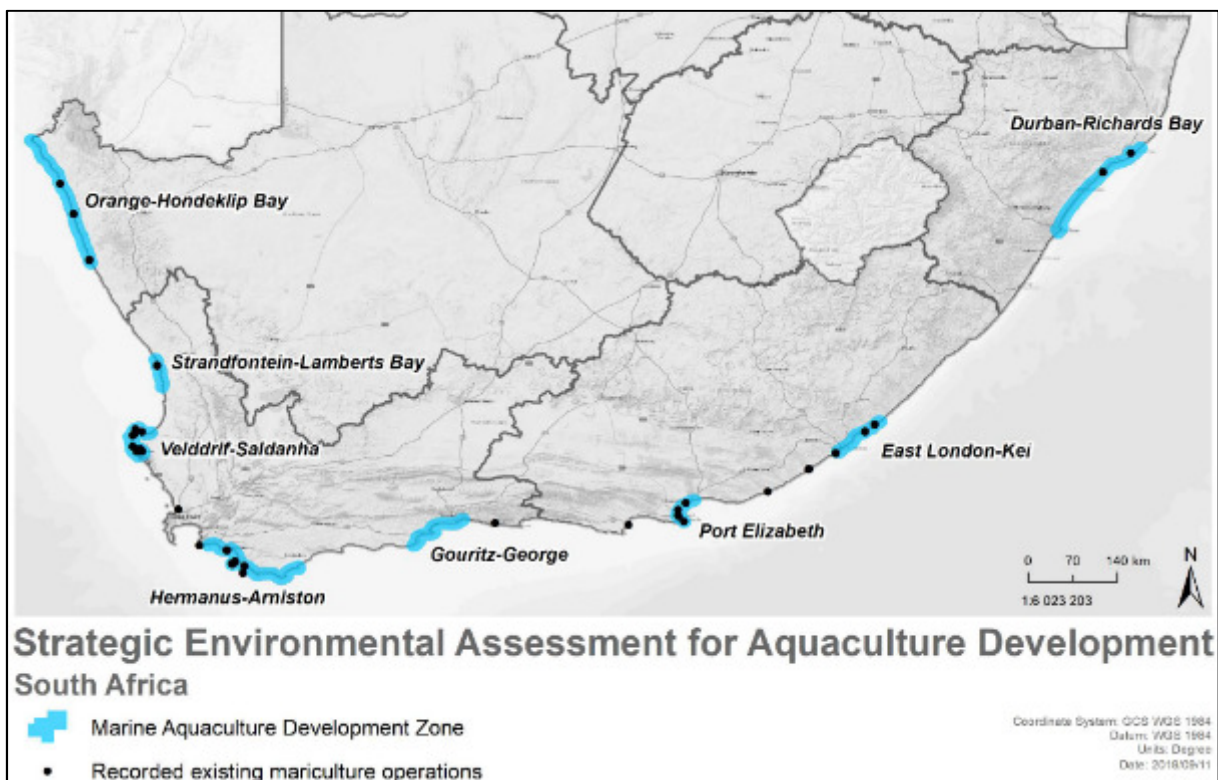 Durban-Richards Bay
Orange-Hondeklip Bay
Strandfontein-Lamberts Bay
Velddrif-Saldanha
East London-Kei
Port Elizabeth
Gouritz-George
Hermanus-Arniston
0 70 140 km
1:6 023 203
N
Strategic Environmental Assessment for Aquaculture Development
South Africa
Marine Aquaculture Development Zone
Recorded existing mariculture operations
Coordinate System: GCS WGS 1984
Datum: WGS 1984
Units: Degree